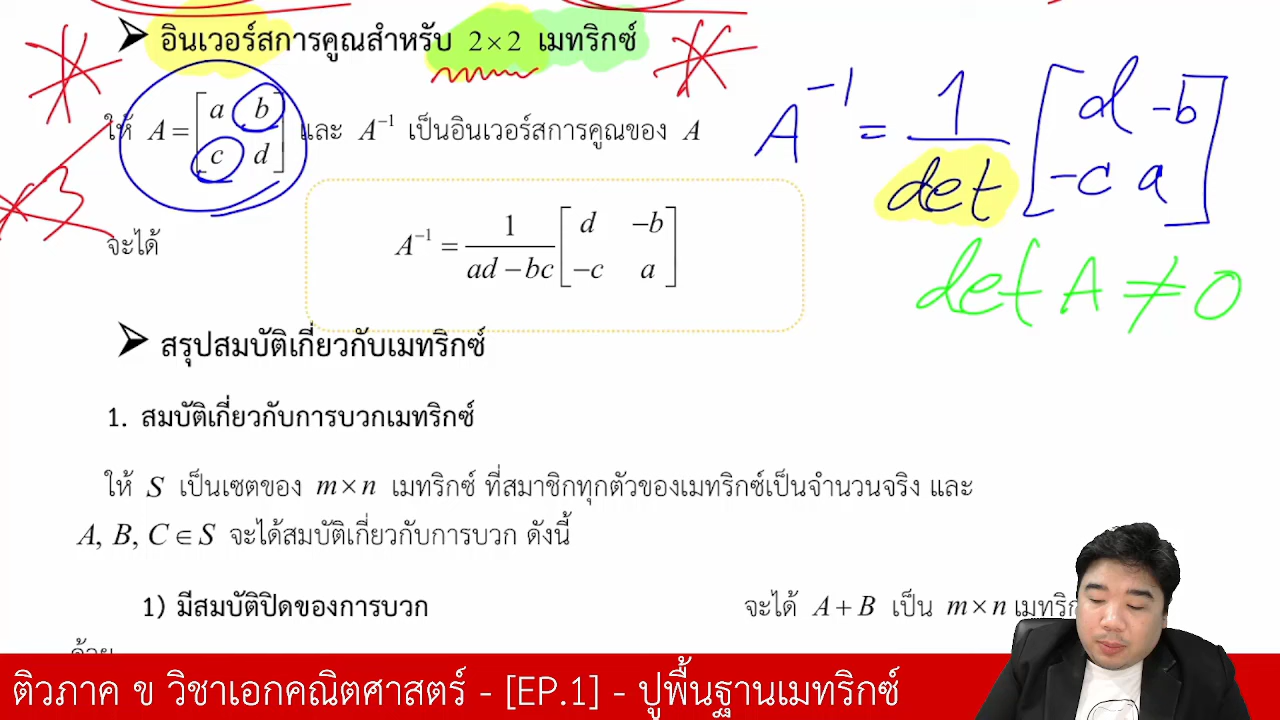 ➢ อินเวอร์สการคูณสำหรับ 2×2 เมทริกซ์
ให้ A = [a b; c d] และ A⁻¹ เป็นอินเวอร์สการคูณของ A
A⁻¹ = 1/det [d -b; -c a]
det A ≠ 0
จะได้ A⁻¹ = 1/(ad − bc) [d −b; −c a]
➢ สรุปสมบัติเกี่ยวกับเมทริกซ์
1. สมบัติเกี่ยวกับการบวกเมทริกซ์
ให้ S เป็นเซตของ m×n เมทริกซ์ ที่สมาชิกทุกตัวของเมทริกซ์เป็นจำนวนจริง และ
A, B, C ∈ S จะได้สมบัติเกี่ยวกับการบวก ดังนี้
1) มีสมบัติปิดของการบวก จะได้ A + B เป็น m×n
ติวภาค ข วิชาเอกคณิตศาสตร์ - [EP.1] - ปูพื้นฐานเมทริกซ์